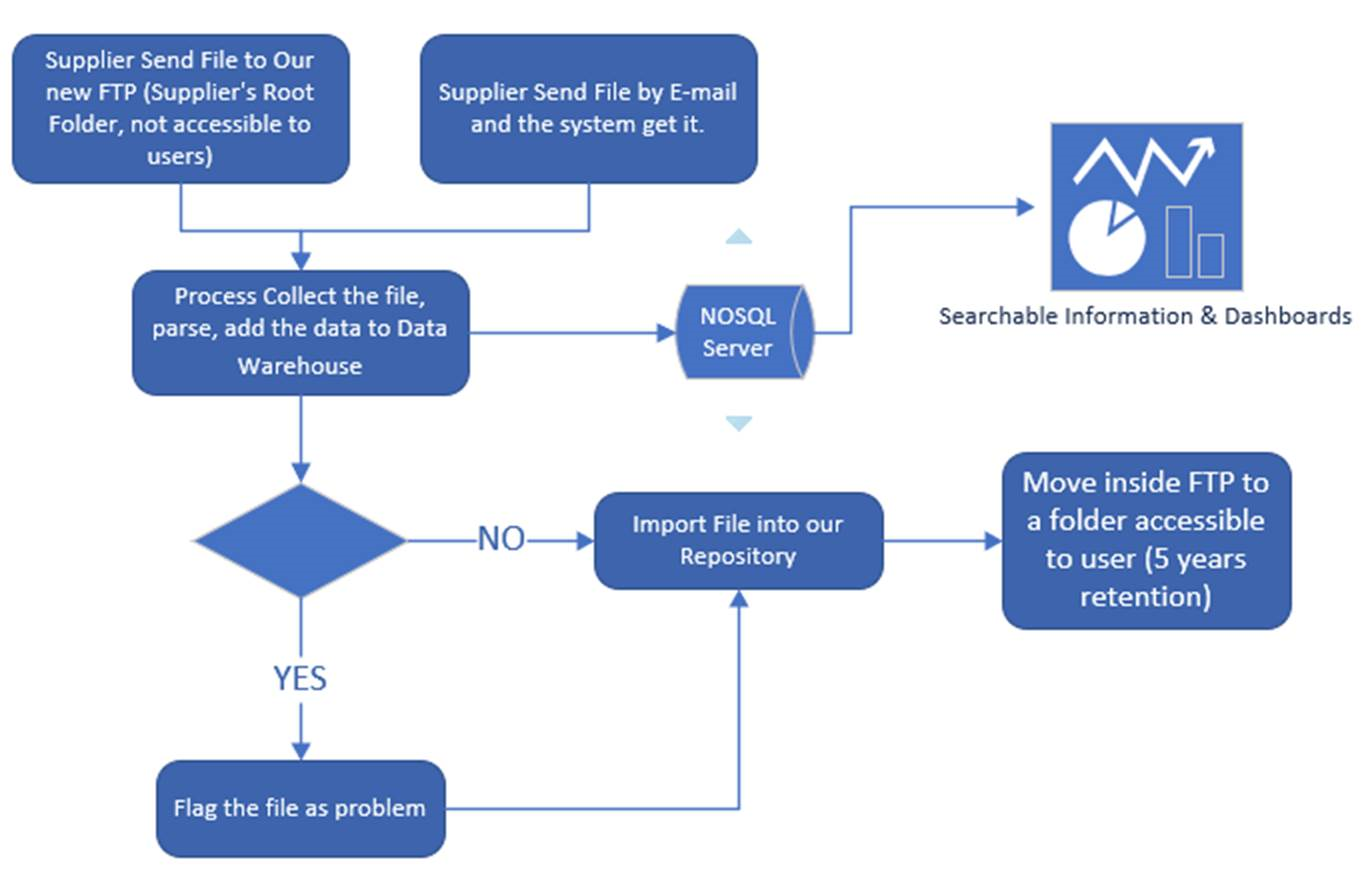 Supplier Send File to Our
new FTP (Supplier's Root
Folder, not accessible to
users)
Supplier Send File by E-mail
and the system get it.
Process Collect the file,
parse, add the data to Data
Warehouse
NOSQL
Server
Searchable Information & Dashboards
NO
Import File into our
Repository
Move inside FTP to
a folder accessible
to user (5 years
retention)
YES
Flag the file as problem